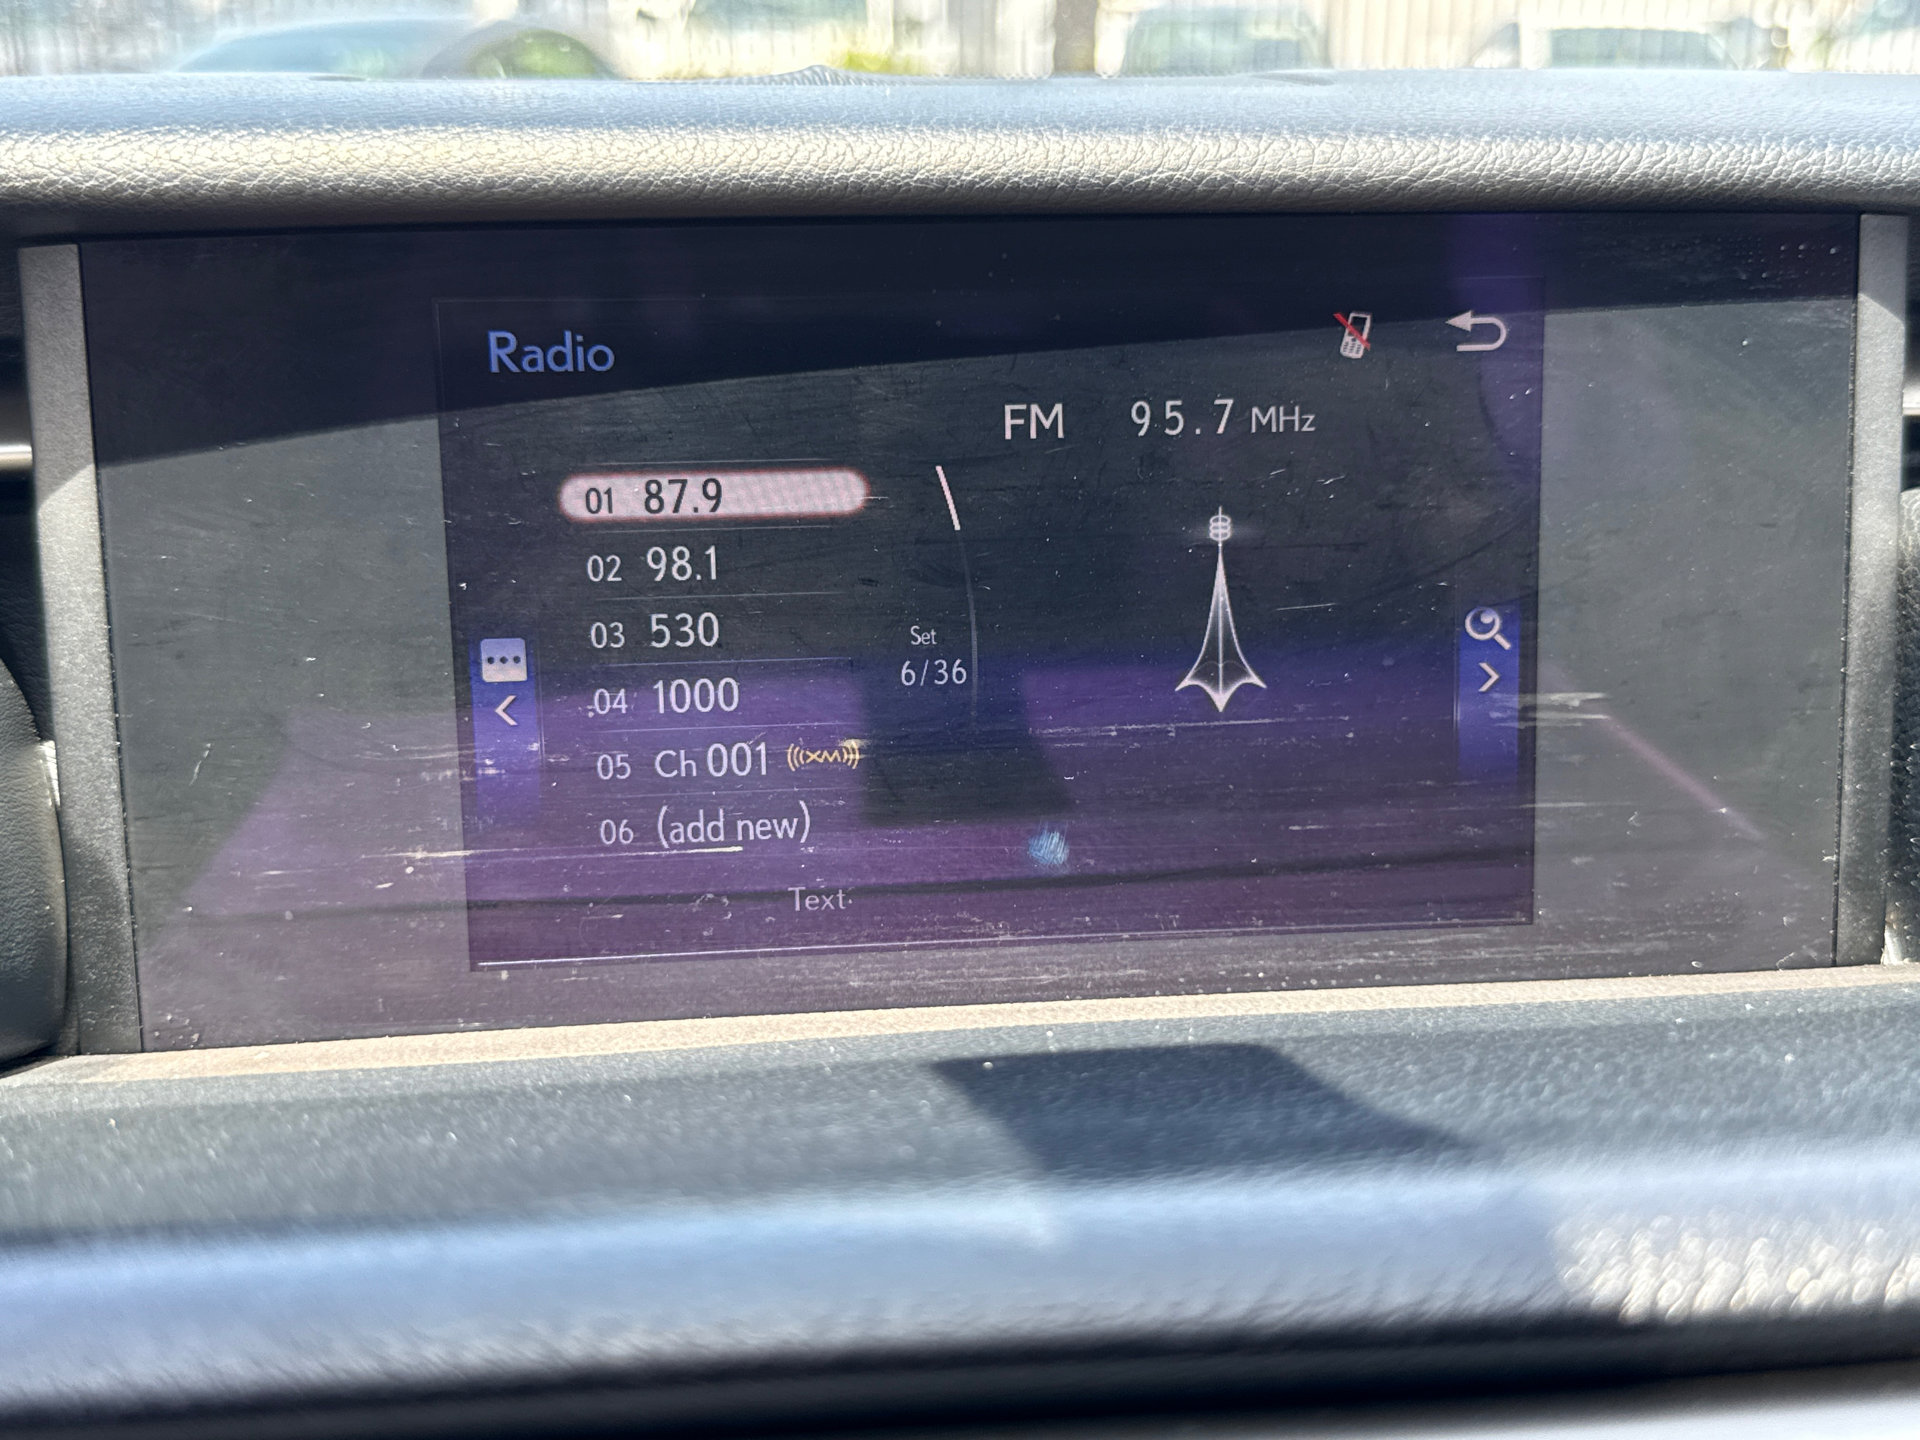 Radio
FM 95.7 MHz
01 87.9
02 98.1
03 530
04 1000
05 Ch 001 (((XM)))
06 (add new)
Set
6/36
Text